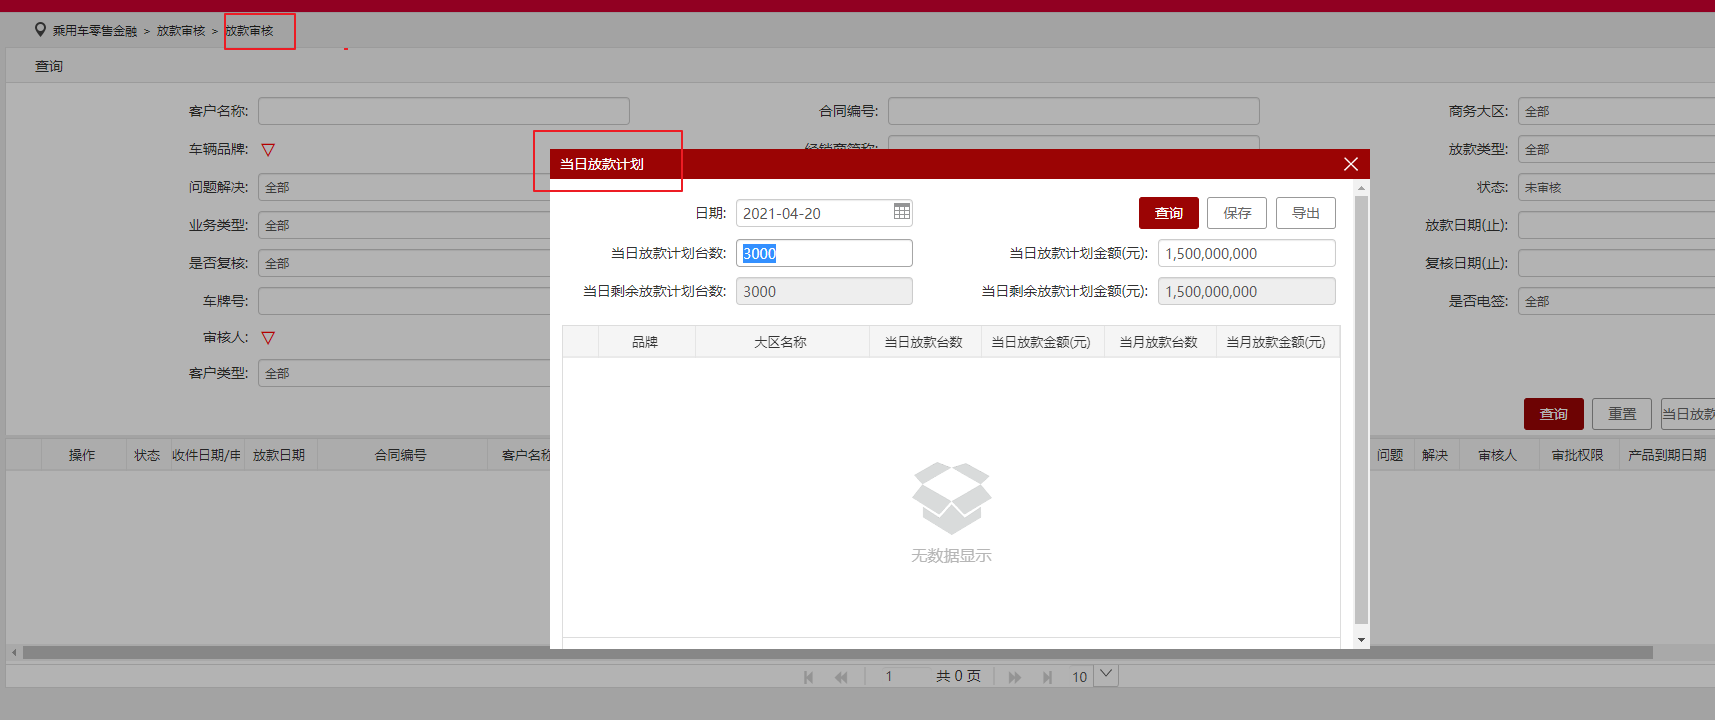 乘用车零售金融 > 放款审核 > 放款审核
查询
客户名称:
合同编号:
商务大区: 全部
车辆品牌:
经销商简称:
放款类型: 全部
问题解决: 全部
状态: 未审核
业务类型: 全部
放款日期(止):
是否复核: 全部
复核日期(止):
车牌号:
是否电签: 全部
审核人:
客户类型: 全部
查询 重置 当日放款
当日放款计划
日期: 2021-04-20 查询 保存 导出
当日放款计划台数: 3000 当日放款计划金额(元): 1,500,000,000
当日剩余放款计划台数: 3000 当日剩余放款计划金额(元): 1,500,000,000
品牌 大区名称 当日放款台数 当日放款金额(元) 当月放款台数 当月放款金额(元)
无数据显示
操作 状态 收件日期/申 放款日期 合同编号 客户名称 问题 解决 审核人 审批权限 产品到期日期
1 共 0 页 10